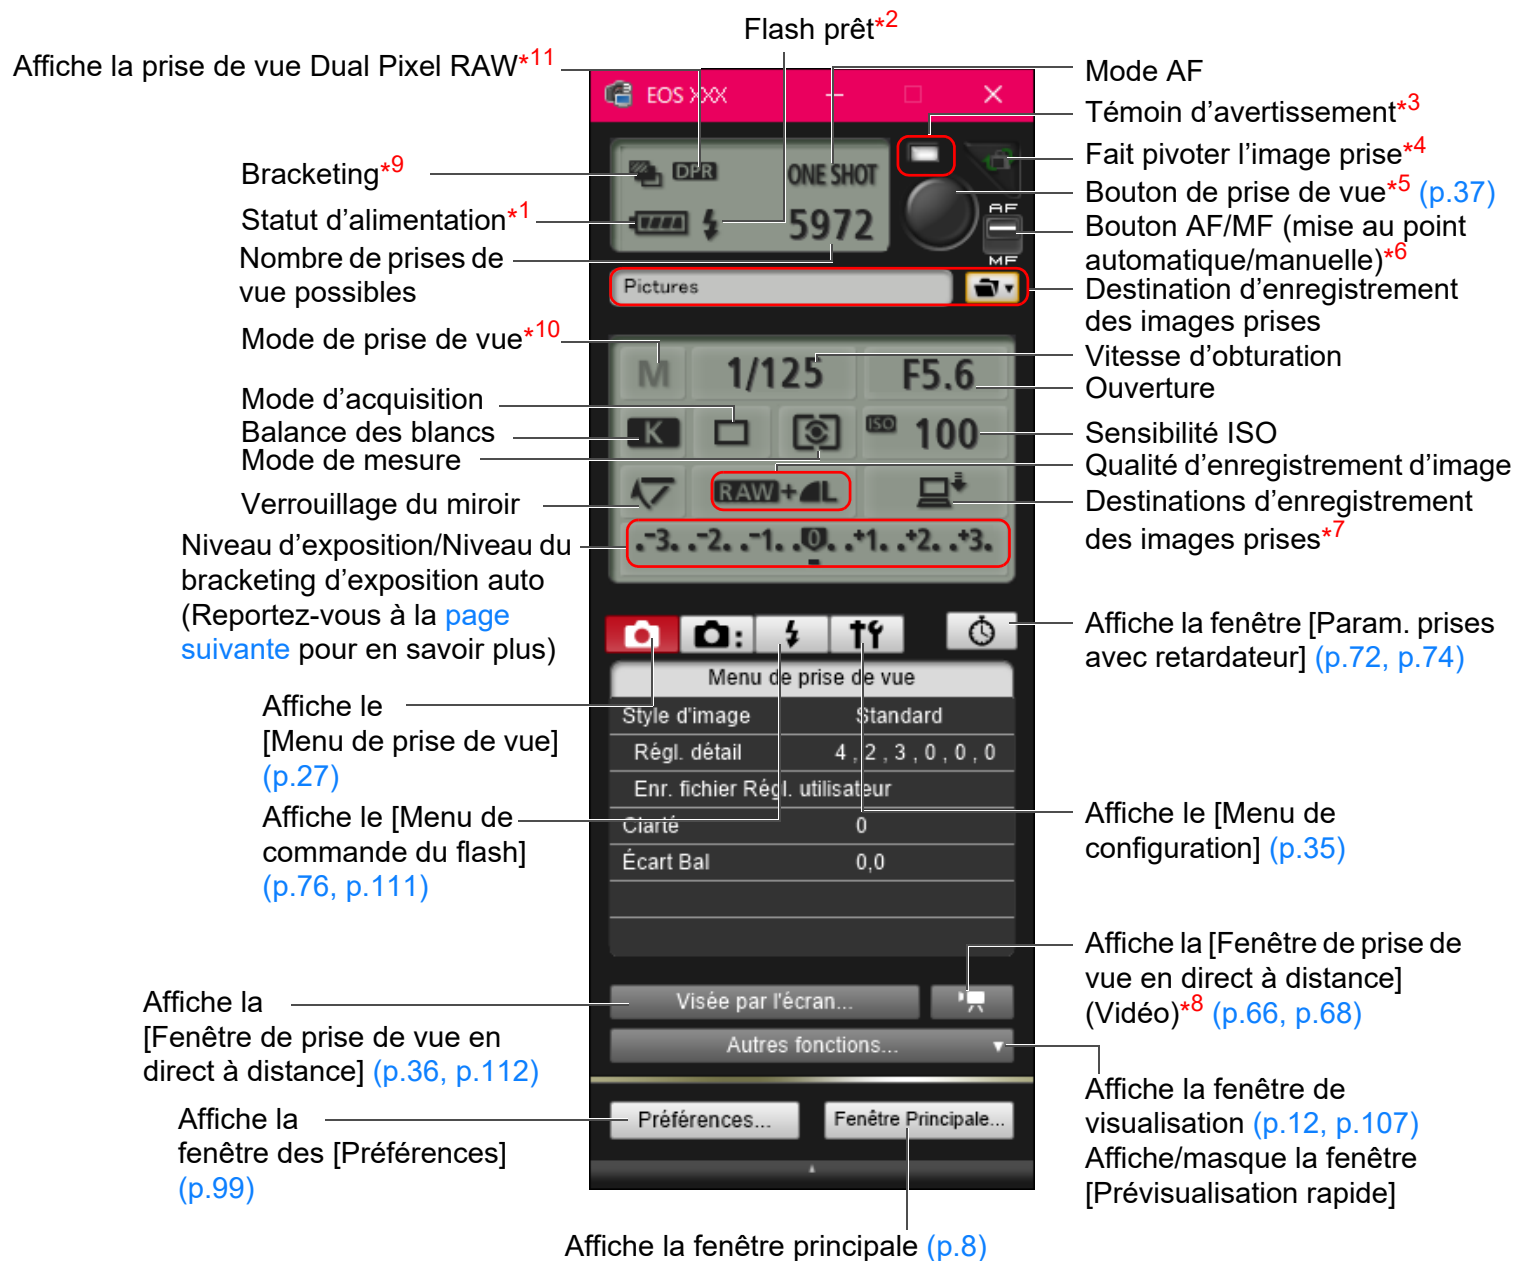 Flash prêt*2
Affiche la prise de vue Dual Pixel RAW*11
Bracketing*9
Statut d’alimentation*1
Nombre de prises de
vue possibles
Mode de prise de vue*10
Mode d’acquisition
Balance des blancs
Mode de mesure
Verrouillage du miroir
Niveau d’exposition/Niveau du
bracketing d’exposition auto
(Reportez-vous à la page
suivante pour en savoir plus)
Affiche le
[Menu de prise de vue]
(p.27)
Affiche le [Menu de
commande du flash]
(p.76, p.111)
Affiche la
[Fenêtre de prise de vue en
direct à distance] (p.36, p.112)
Affiche la
fenêtre des [Préférences]
(p.99)
EOS XXX
DPR
ONE SHOT
5972
AF
MF
Pictures
M
1/125
F5.6
K
ISO 100
RAW+L
.-3. .-2. .-1. .0. .+1. .+2. .+3.
Menu de prise de vue
Style d'image Standard
Régl. détail 4 , 2 , 3 , 0 , 0 , 0
Enr. fichier Régl. utilisateur
Clarté 0
Écart Bal 0,0
Visée par l'écran...
Autres fonctions...
Préférences...
Fenêtre Principale...
Mode AF
Témoin d’avertissement*3
Fait pivoter l’image prise*4
Bouton de prise de vue*5 (p.37)
Bouton AF/MF (mise au point
automatique/manuelle)*6
Destination d’enregistrement
des images prises
Vitesse d’obturation
Ouverture
Sensibilité ISO
Qualité d’enregistrement d’image
Destinations d’enregistrement
des images prises*7
Affiche la fenêtre [Param. prises
avec retardateur] (p.72, p.74)
Affiche le [Menu de
configuration] (p.35)
Affiche la [Fenêtre de prise de
vue en direct à distance]
(Vidéo)*8 (p.66, p.68)
Affiche la fenêtre de
visualisation (p.12, p.107)
Affiche/masque la fenêtre
[Prévisualisation rapide]
Affiche la fenêtre principale (p.8)